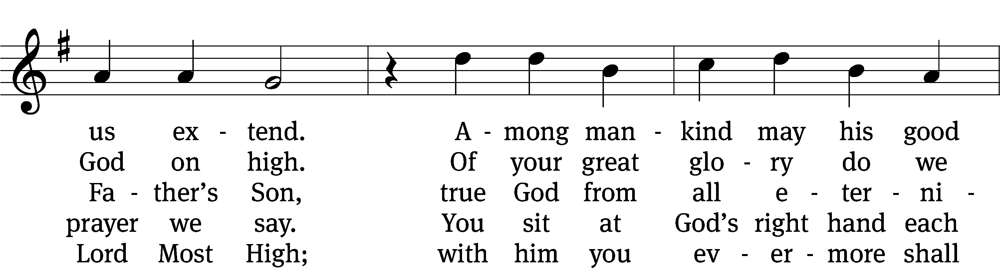 us ex - tend. A - mong man - kind may his good
God on high. Of your great glo - ry do we
Fa - ther’s Son, true God from all e - ter - ni -
prayer we say. You sit at God’s right hand each
Lord Most High; with him you ev - er - more shall